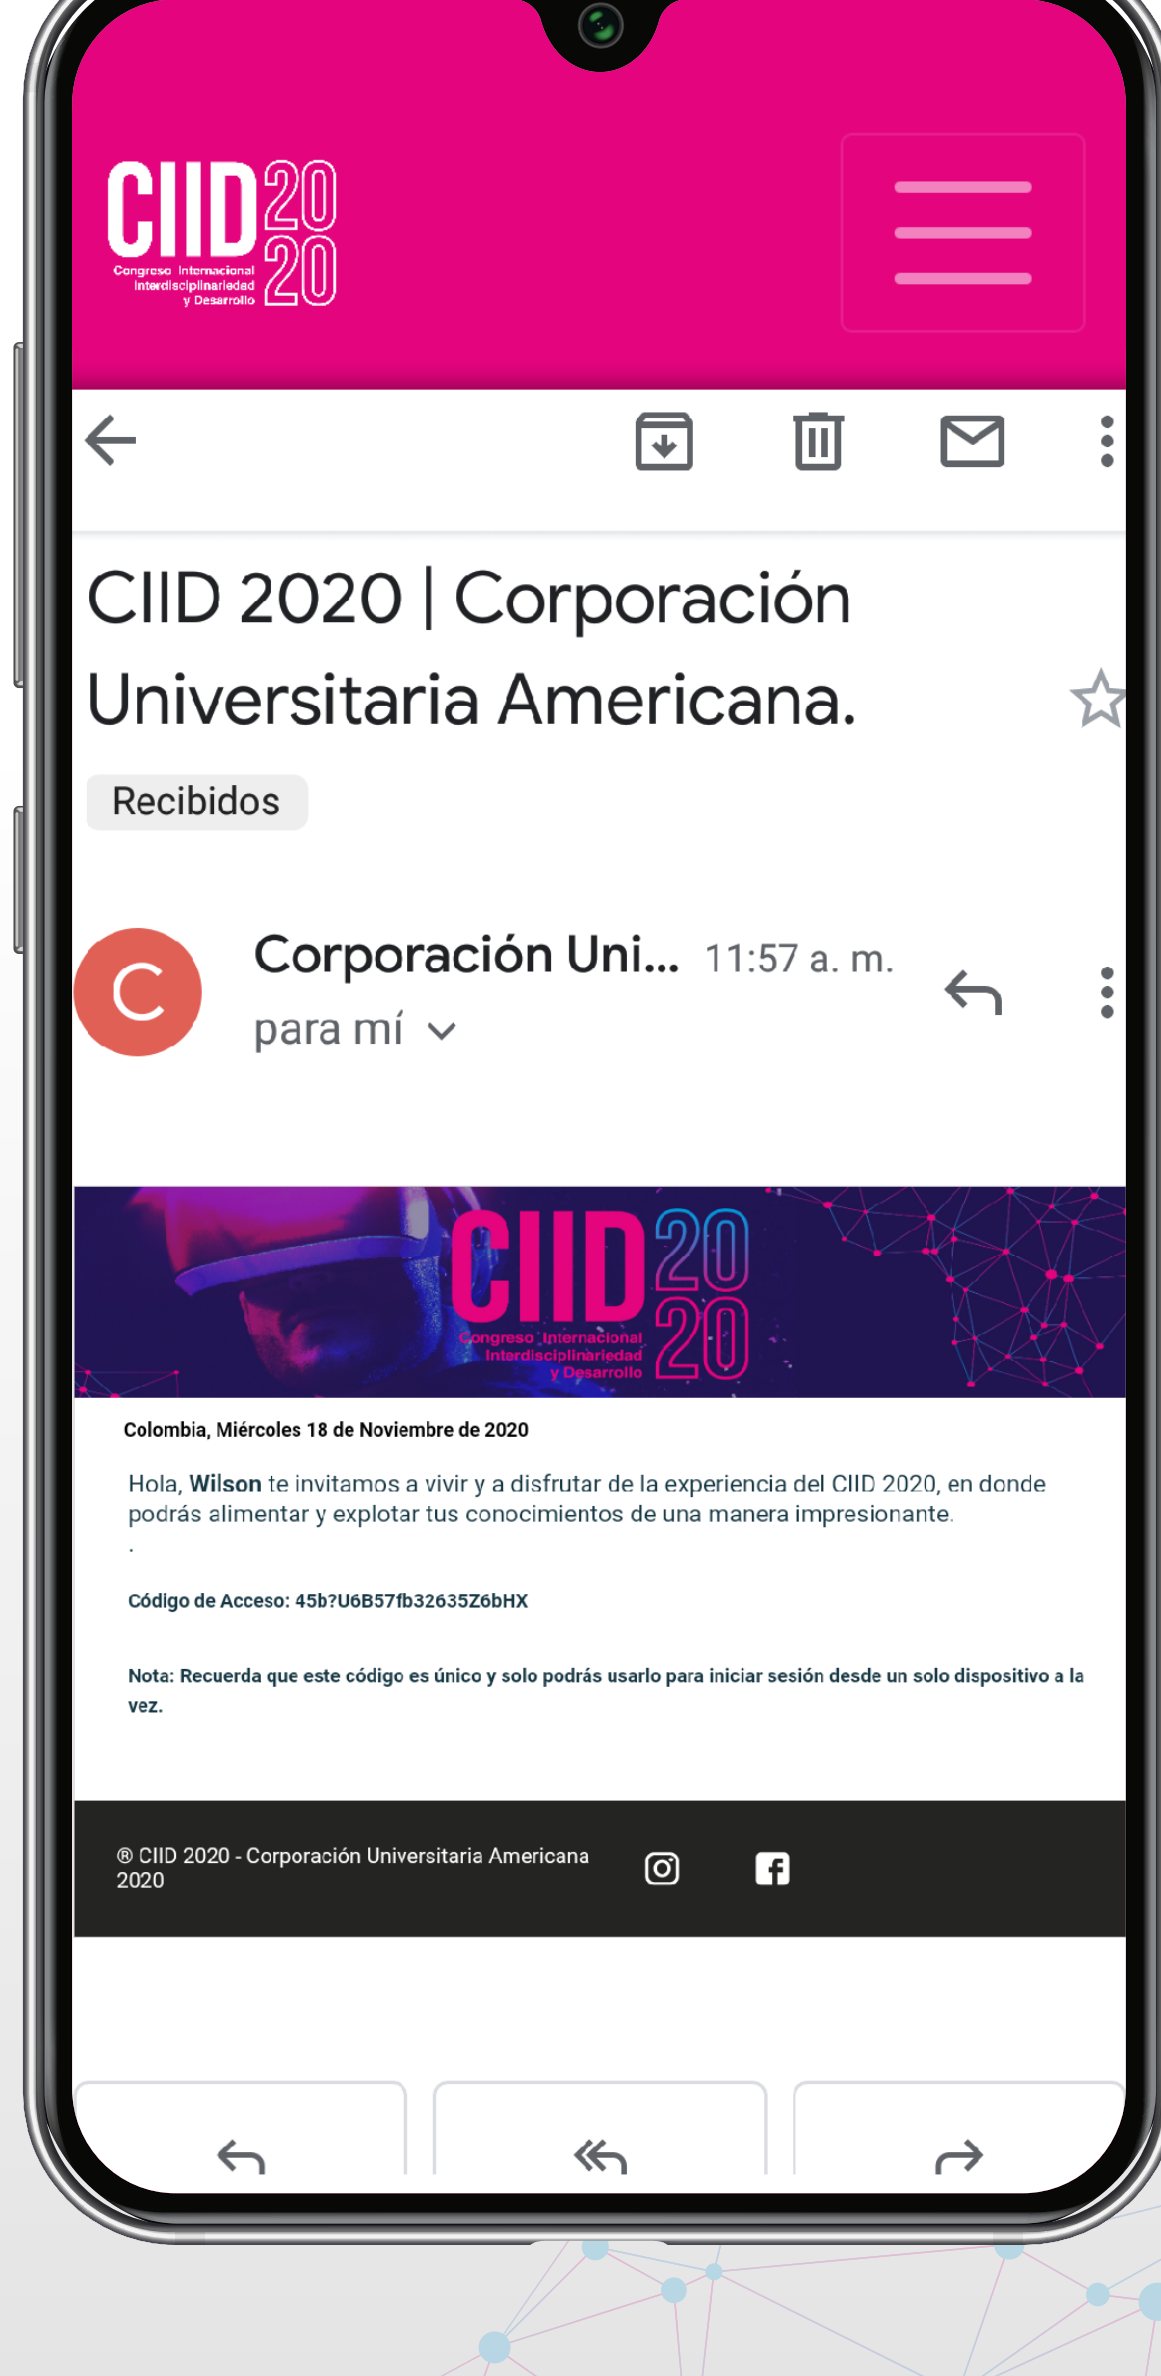 CIID 20
20
Congreso Internacional
Interdisciplinariedad
y Desarrollo
CIID 2020 | Corporación
Universitaria Americana.
Recibidos
C
Corporación Uni... 11:57 a. m.
para mí
CIID 20
20
Congreso Internacional
Interdisciplinariedad
y Desarrollo
Colombia, Miércoles 18 de Noviembre de 2020
Hola, Wilson te invitamos a vivir y a disfrutar de la experiencia del CIID 2020, en donde
podrás alimentar y explotar tus conocimientos de una manera impresionante.
.
Código de Acceso: 45b?U6B57fb32635Z6bHX
Nota: Recuerda que este código es único y solo podrás usarlo para iniciar sesión desde un solo dispositivo a la
vez.
® CIID 2020 - Corporación Universitaria Americana
2020